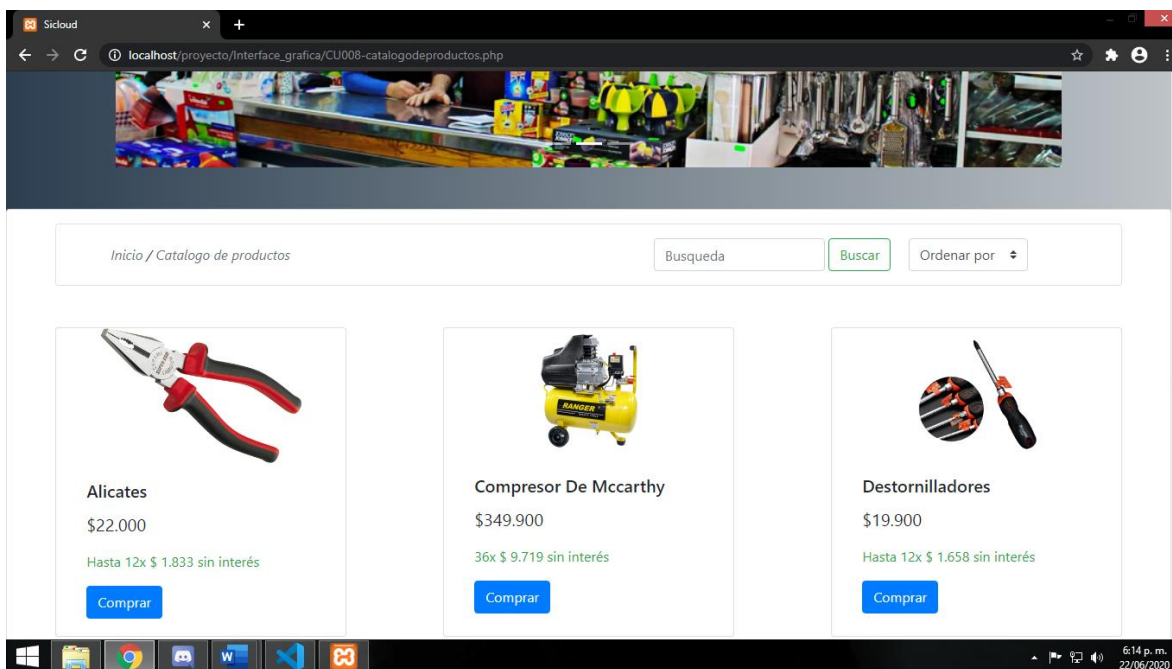 Sicloud
localhost/proyecto/Interface_grafica/CU008-catalogodeproductos.php
Inicio / Catalogo de productos
Busqueda
Buscar
Ordenar por
RANGER
Alicates
$22.000
Hasta 12x $ 1.833 sin interés
Comprar
Compresor De Mccarthy
$349.900
36x $ 9.719 sin interés
Comprar
Destornilladores
$19.900
Hasta 12x $ 1.658 sin interés
Comprar
6:14 p. m.
22/06/2020